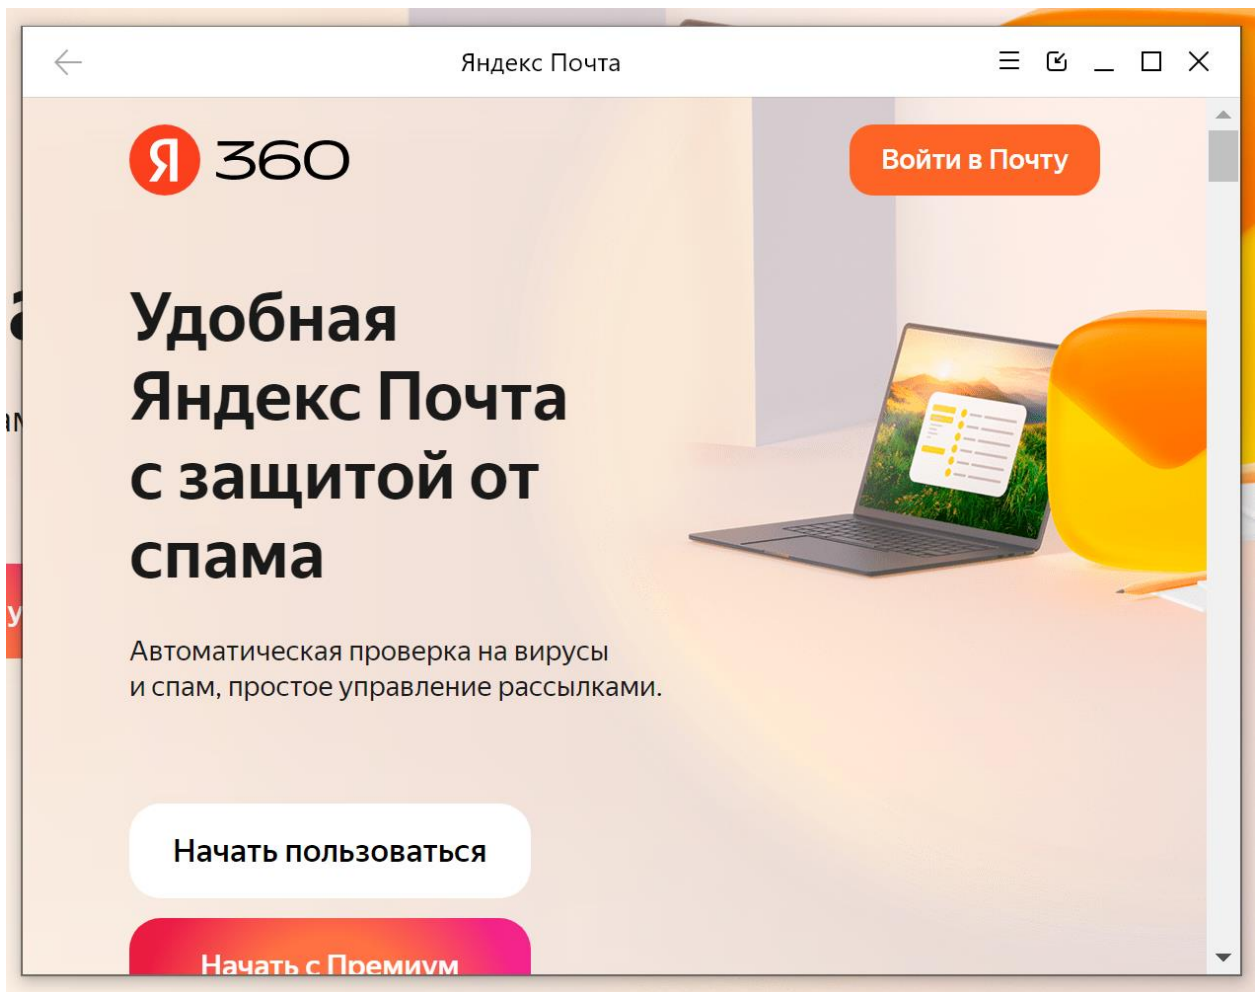 Яндекс Почта
Я 360
Войти в Почту
Удобная
Яндекс Почта
с защитой от
спама
Автоматическая проверка на вирусы
и спам, простое управление рассылками.
Начать пользоваться
Начать с Премиум